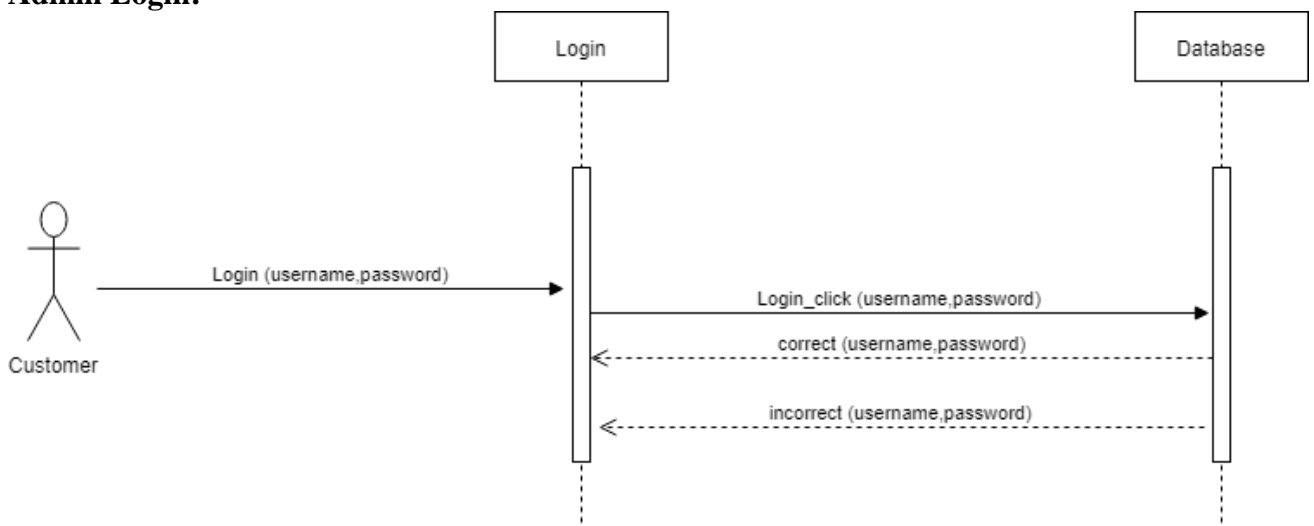 Admin Login:
Login
Database
Login (username,password)
Login_click (username,password)
correct (username,password)
Customer
incorrect (username,password)